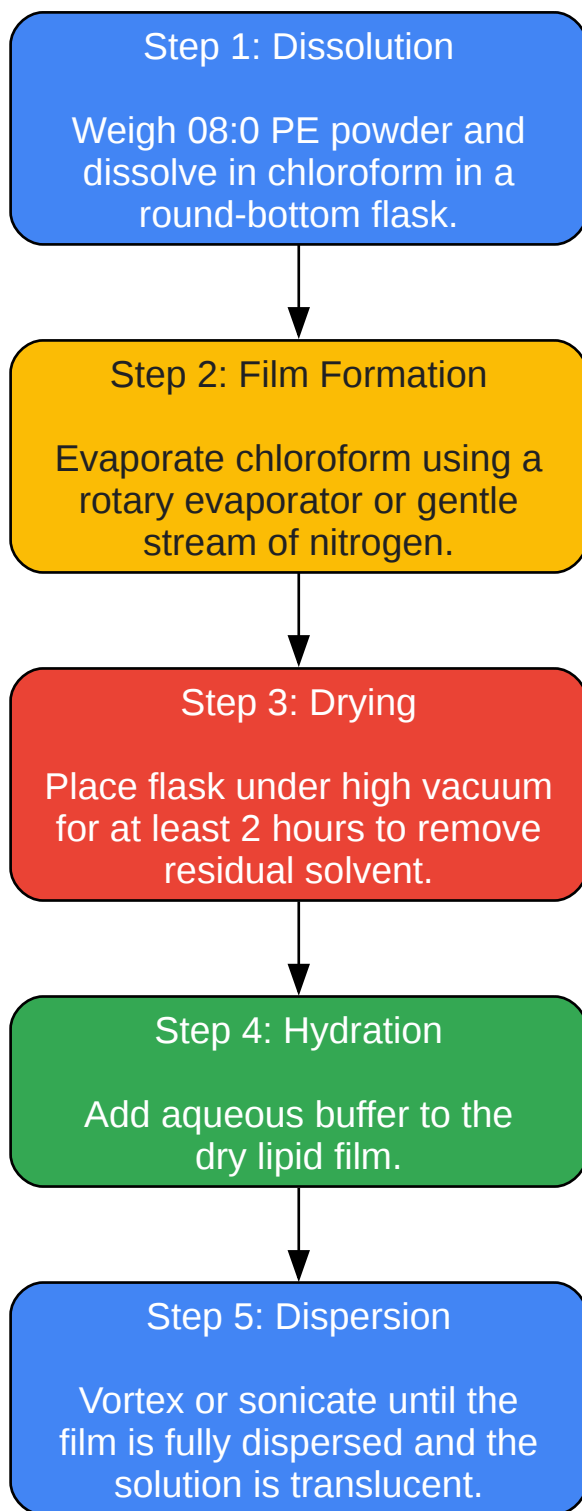 Step 1: Dissolution
Weigh 08:0 PE powder and
dissolve in chloroform in a
round-bottom flask.
Step 2: Film Formation
Evaporate chloroform using a
rotary evaporator or gentle
stream of nitrogen.
Step 3: Drying
Place flask under high vacuum
for at least 2 hours to remove
residual solvent.
Step 4: Hydration
Add aqueous buffer to the
dry lipid film.
Step 5: Dispersion
Vortex or sonicate until the
film is fully dispersed and the
solution is translucent.